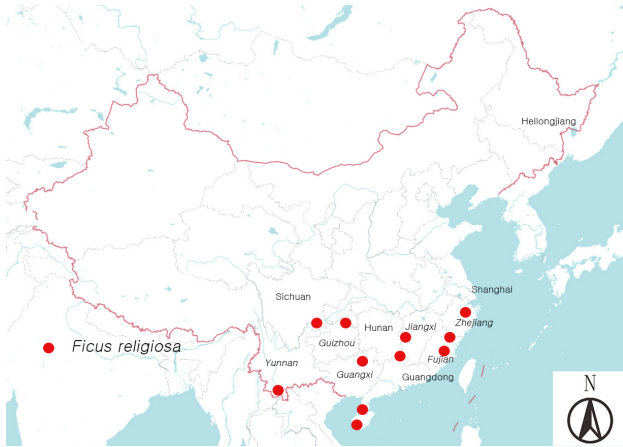 Heilongjiang
Shanghai
Sichuan
Zhejiang
Hunan
Jiangxi
Guizhou
Ficus religiosa
Yunnan
Fujian
Guangxi
Guangdong
N